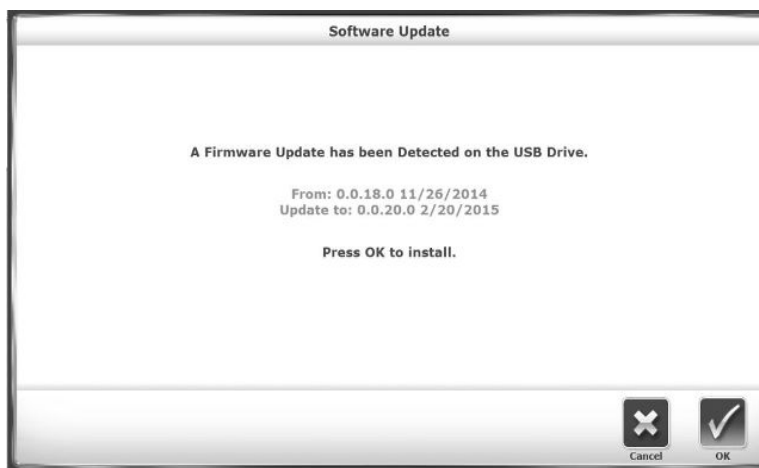 Software Update
A Firmware Update has been Detected on the USB Drive.
From: 0.0.18.0 11/26/2014
Update to: 0.0.20.0 2/20/2015
Press OK to install.
Cancel OK